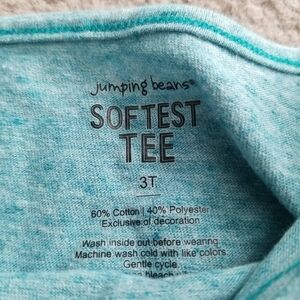 jumping beans®
SOFTEST
TEE
3T
60% Cotton | 40% Polyester
Exclusive of decoration
Wash inside out before wearing.
Machine wash cold with like colors.
Gentle cycle.
bleach